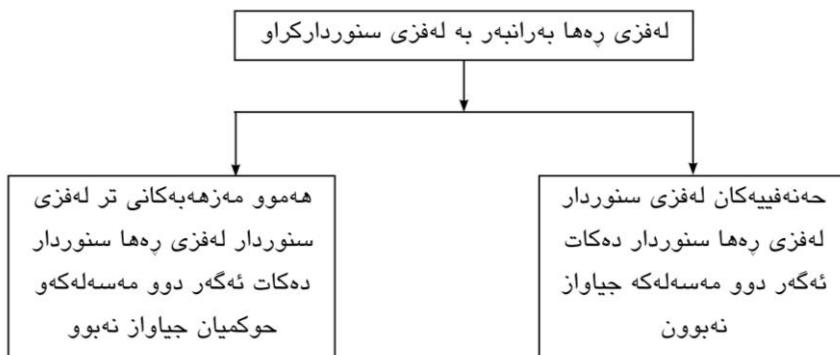 لەفزی ڕەها بەرانبەر بە لەفزی سنوردارکراو
حەنەفییەکان لەفزی سنوردار
لەفزی ڕەها سنوردار دەکات
ئەگەر دوو مەسەلەکە جیاواز
نەبوون
هەموو مەزهەبەکانی تر لەفزی
سنوردار لەفزی ڕەها سنوردار
دەکات ئەگەر دوو مەسەلەکەو
حوکمیان جیاواز نەبوو